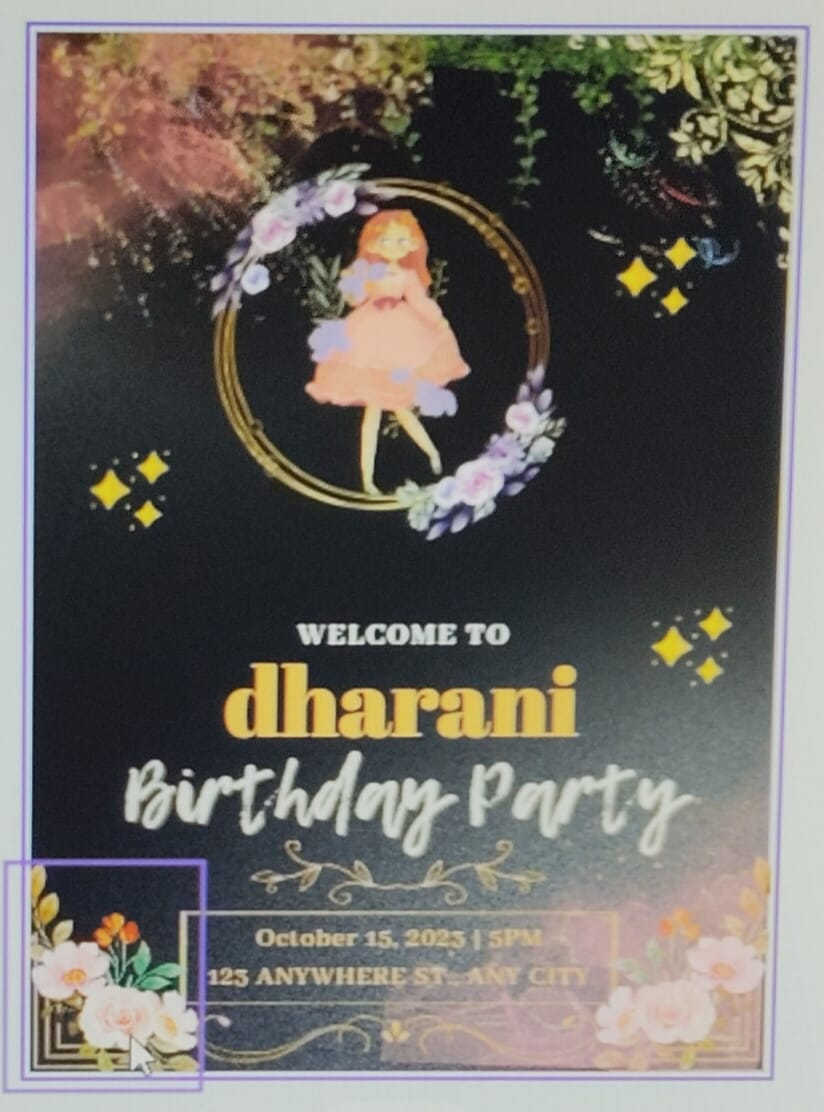 WELCOME TO
dharani
Birthday Party
October 15, 2023 | 5PM
123 ANYWHERE ST., ANY CITY